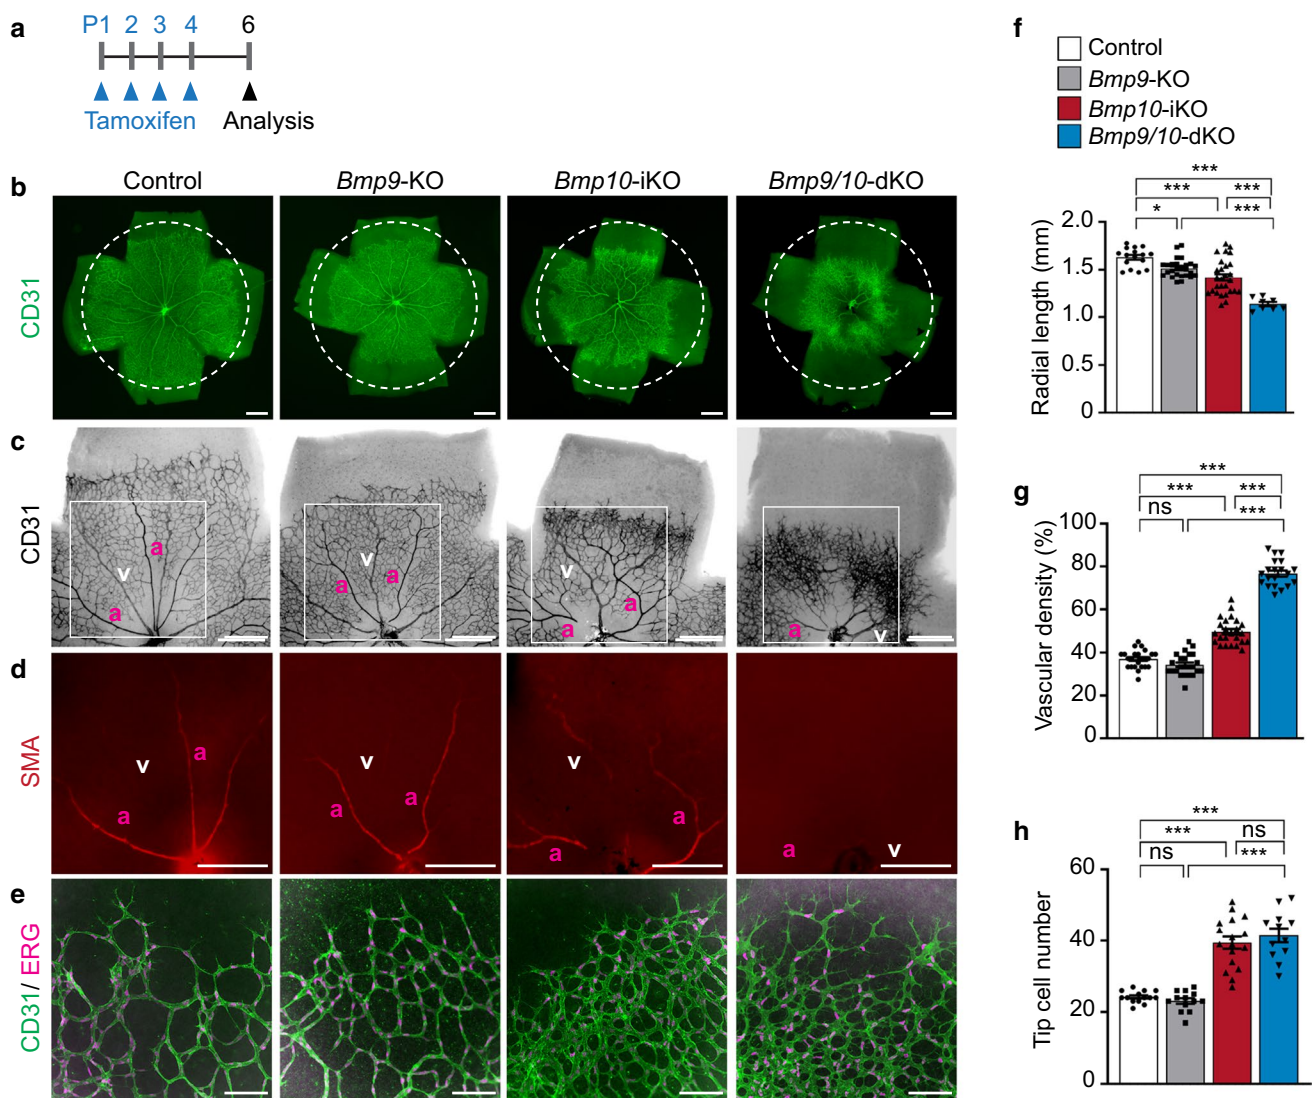 a
P1 2 3 4 6
Tamoxifen Analysis
b
Control Bmp9-KO Bmp10-iKO Bmp9/10-dKO
CD31
c
CD31
a
v
a
v
a
a
v
a
a
a
v
d
SMA
v
a
a
v
a
a
v
a
a
a
v
e
CD31/ ERG
f
Control
Bmp9-KO
Bmp10-iKO
Bmp9/10-dKO
***
*** ***
* ***
Radial length (mm)
2.0
1.5
1.0
0.5
0
g
***
*** ***
ns ***
Vascular density (%)
100
80
60
40
20
0
h
***
*** ns
ns ***
Tip cell number
60
40
20
0